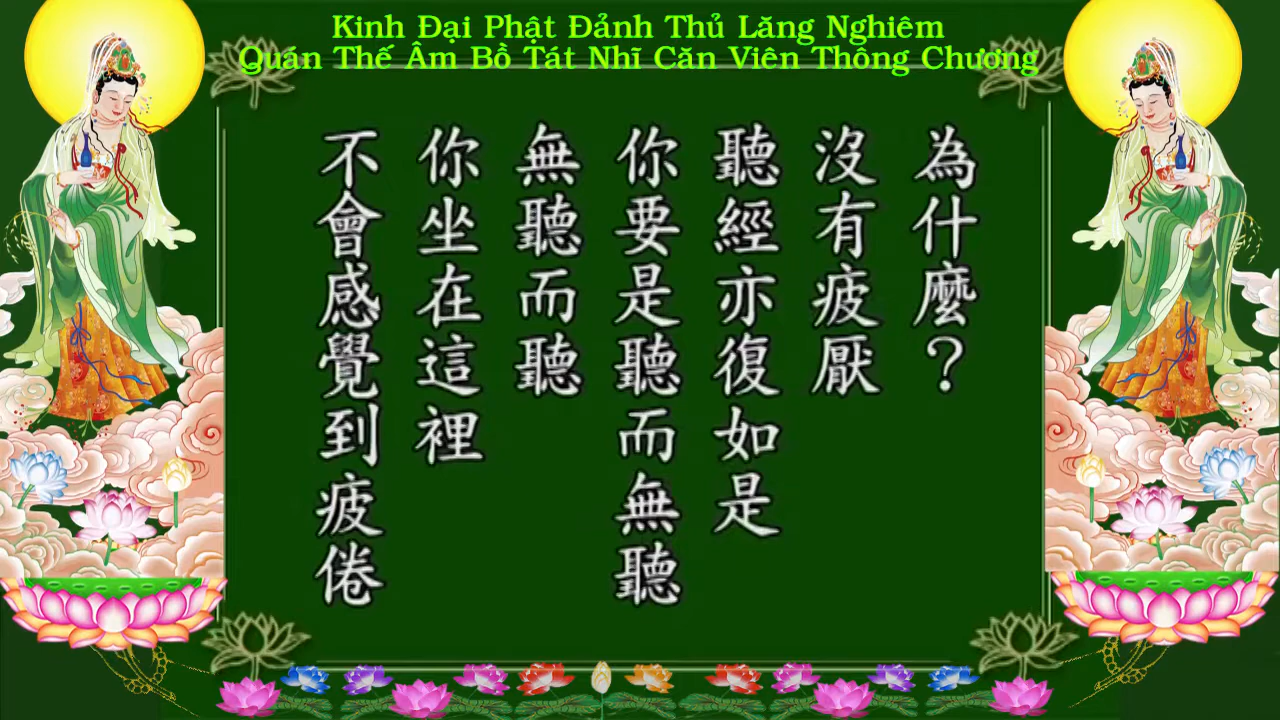 Kinh Đại Phật Đảnh Thủ Lăng Nghiêm
Quán Thế Âm Bồ Tát Nhĩ Căn Viên Thông Chương
為什麼？
沒有疲厭
聽經亦復如是
你要是聽而無聽
無聽而聽
你坐在這裡
不會感覺到疲倦